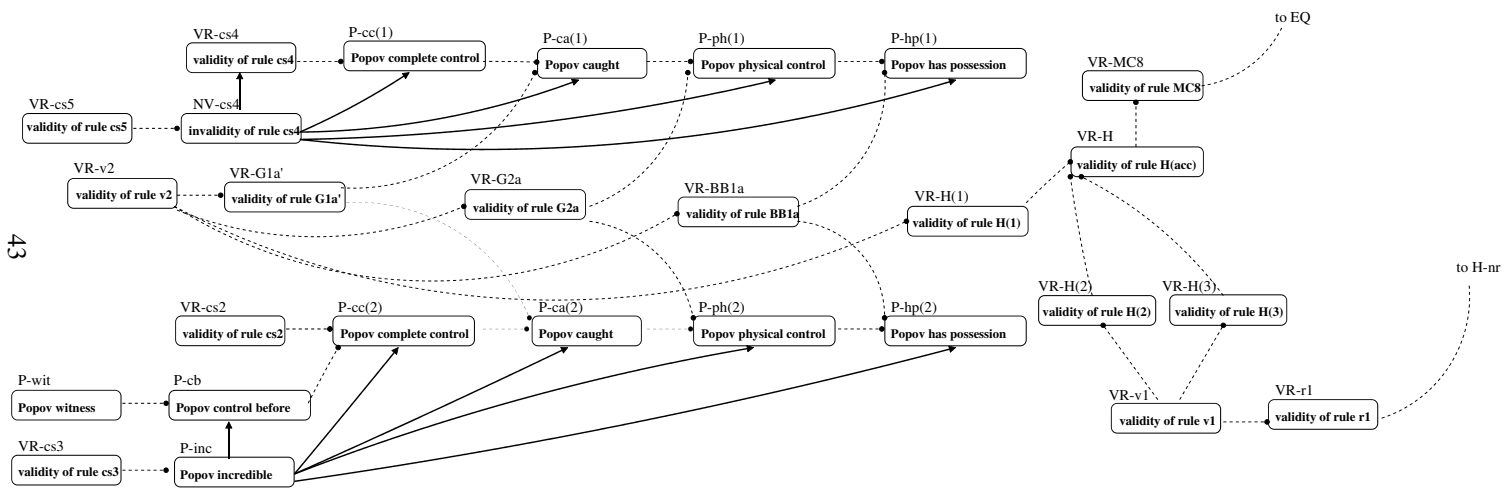 to EQ
VR-cs4
validity of rule cs4
P-cc(1)
Popov complete control
P-ca(1)
Popov caught
P-ph(1)
Popov physical control
P-hp(1)
Popov has possession
VR-MC8
validity of rule MC8
VR-cs5
validity of rule cs5
NV-cs4
invalidity of rule cs4
VR-H
validity of rule H(acc)
VR-v2
validity of rule v2
VR-G1a'
validity of rule G1a'
VR-G2a
validity of rule G2a
VR-BB1a
validity of rule BB1a
VR-H(1)
validity of rule H(1)
43
to H-nr
VR-cs2
validity of rule cs2
P-cc(2)
Popov complete control
P-ca(2)
Popov caught
P-ph(2)
Popov physical control
P-hp(2)
Popov has possession
VR-H(2)
validity of rule H(2)
VR-H(3)
validity of rule H(3)
P-wit
Popov witness
P-cb
Popov control before
VR-v1
validity of rule v1
VR-r1
validity of rule r1
VR-cs3
validity of rule cs3
P-inc
Popov incredible